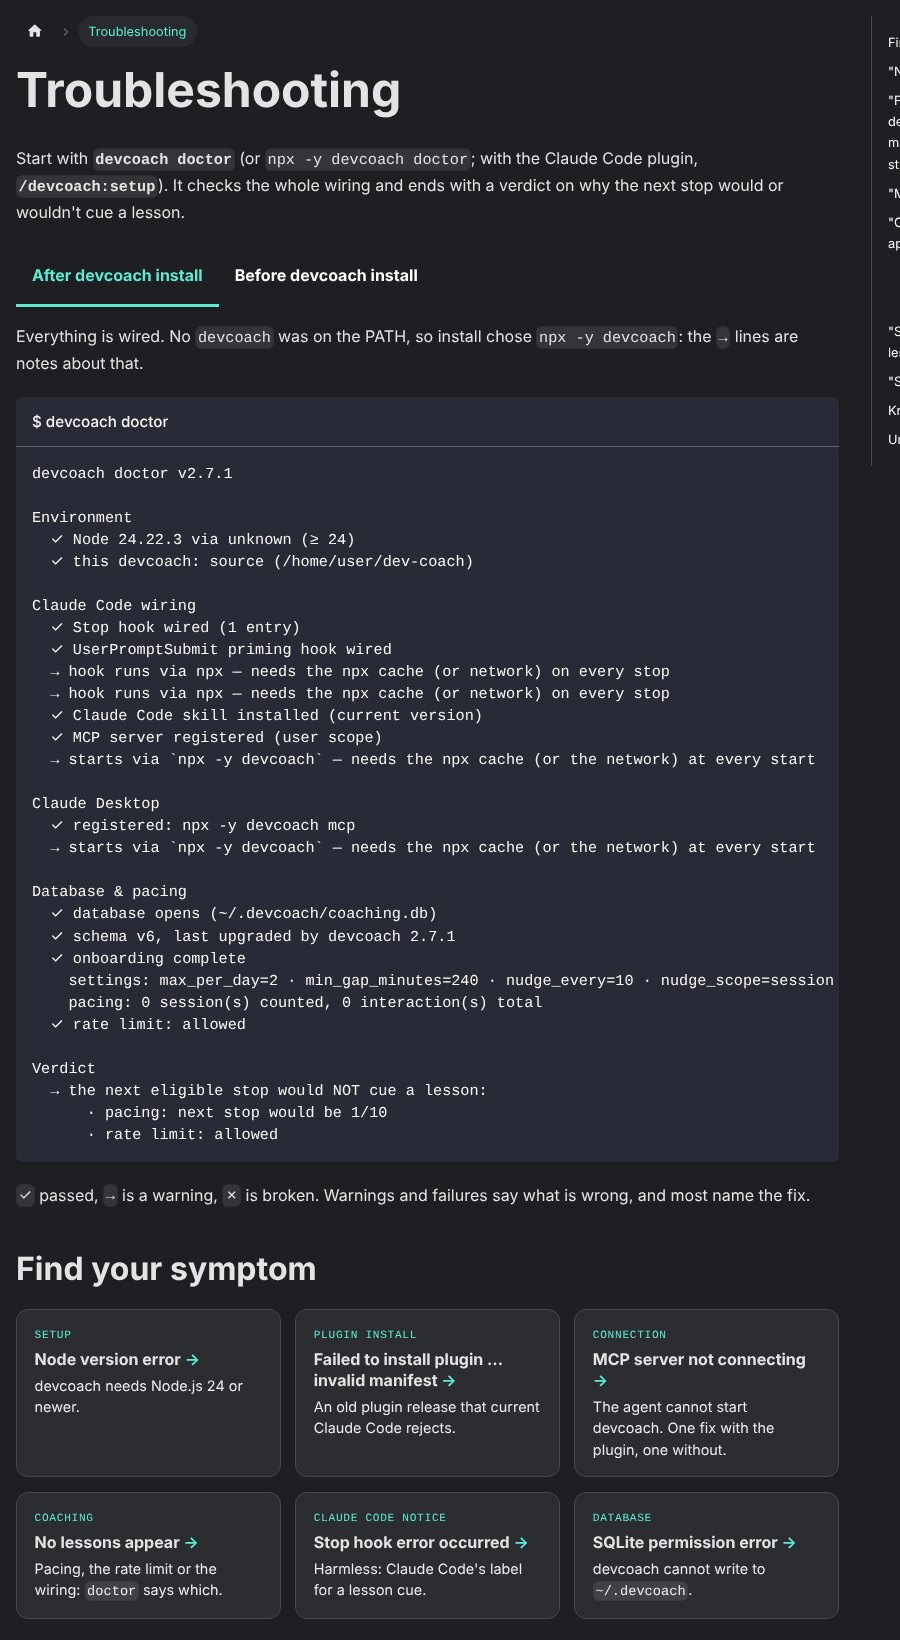 Troubleshooting
Troubleshooting
Start with devcoach doctor (or npx -y devcoach doctor; with the Claude Code plugin,
/devcoach:setup). It checks the whole wiring and ends with a verdict on why the next stop would or
wouldn't cue a lesson.
After devcoach install Before devcoach install
Everything is wired. No devcoach was on the PATH, so install chose npx -y devcoach: the → lines are
notes about that.
$ devcoach doctor
devcoach doctor v2.7.1
Environment
✓ Node 24.22.3 via unknown (≥ 24)
✓ this devcoach: source (/home/user/dev-coach)
Claude Code wiring
✓ Stop hook wired (1 entry)
✓ UserPromptSubmit priming hook wired
→ hook runs via npx — needs the npx cache (or network) on every stop
→ hook runs via npx — needs the npx cache (or network) on every stop
✓ Claude Code skill installed (current version)
✓ MCP server registered (user scope)
→ starts via `npx -y devcoach` — needs the npx cache (or the network) at every start
Claude Desktop
✓ registered: npx -y devcoach mcp
→ starts via `npx -y devcoach` — needs the npx cache (or the network) at every start
Database & pacing
✓ database opens (~/.devcoach/coaching.db)
✓ schema v6, last upgraded by devcoach 2.7.1
✓ onboarding complete
settings: max_per_day=2 · min_gap_minutes=240 · nudge_every=10 · nudge_scope=session
pacing: 0 session(s) counted, 0 interaction(s) total
✓ rate limit: allowed
Verdict
→ the next eligible stop would NOT cue a lesson:
· pacing: next stop would be 1/10
· rate limit: allowed
✓ passed, → is a warning, ✕ is broken. Warnings and failures say what is wrong, and most name the fix.
Find your symptom
SETUP
Node version error →
devcoach needs Node.js 24 or
newer.
PLUGIN INSTALL
Failed to install plugin …
invalid manifest →
An old plugin release that current
Claude Code rejects.
CONNECTION
MCP server not connecting
→
The agent cannot start
devcoach. One fix with the
plugin, one without.
COACHING
No lessons appear →
Pacing, the rate limit or the
wiring: doctor says which.
CLAUDE CODE NOTICE
Stop hook error occurred →
Harmless: Claude Code's label
for a lesson cue.
DATABASE
SQLite permission error →
devcoach cannot write to
~/.devcoach.